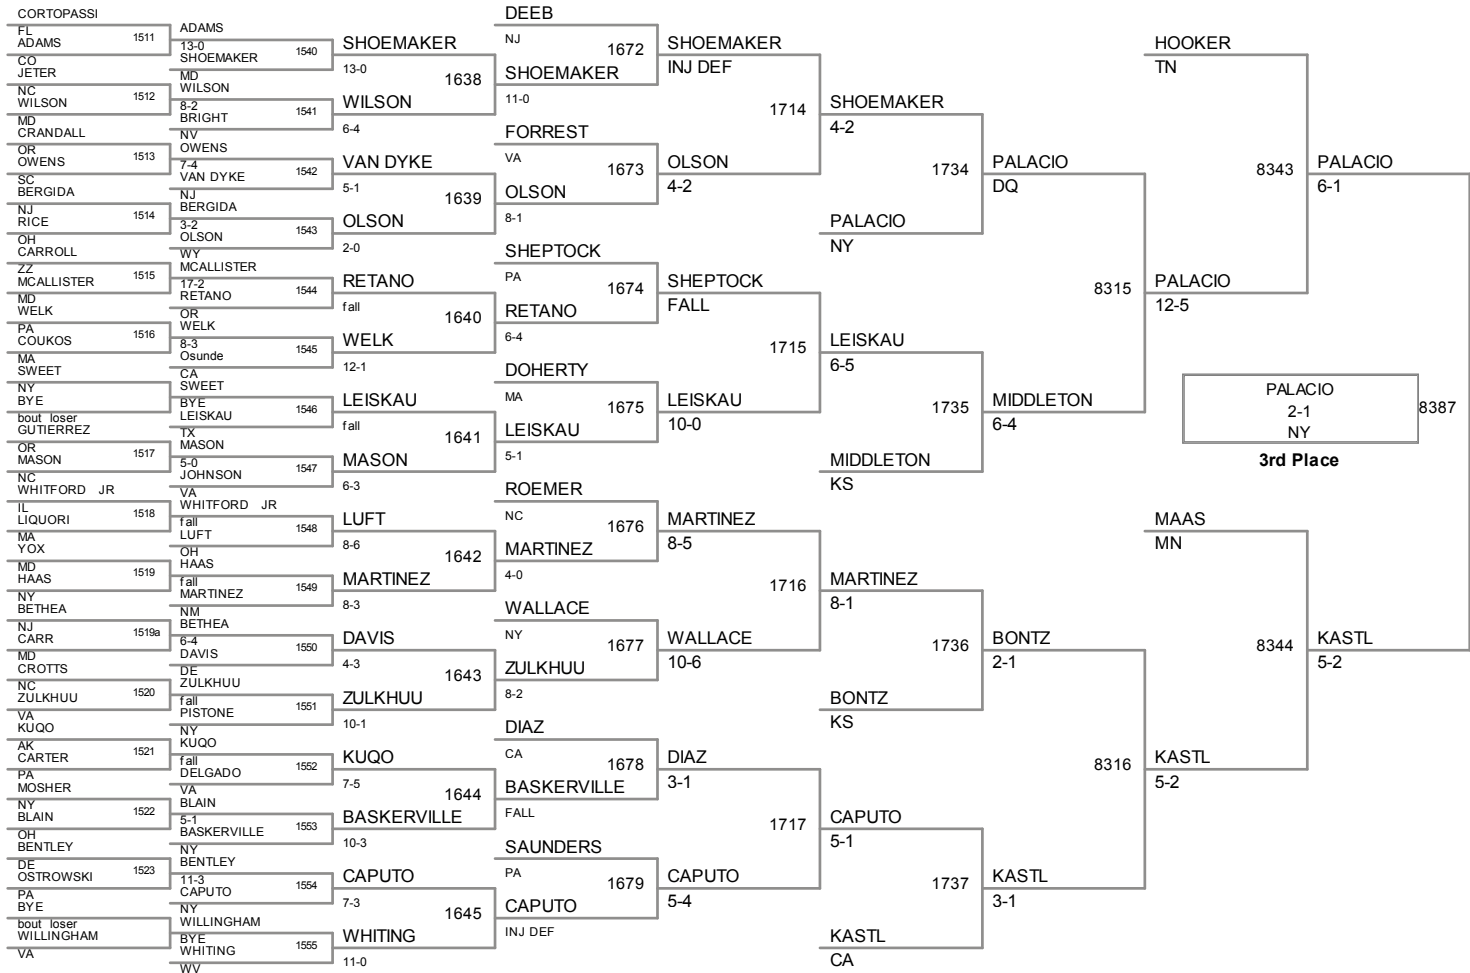 CORTOPASSI
FL
ADAMS
1511
CO
JETER
NC
WILSON
1512
MD
CRANDALL
OR
OWENS
1513
SC
BERGIDA
NJ
RICE
1514
OH
CARROLL
ZZ
MCALLISTER
1515
MD
WELK
PA
COUKOS
1516
MA
SWEET
NY
BYE
bout loser
GUTIERREZ
OR
MASON
1517
NC
WHITFORD JR
IL
LIQUORI
1518
MA
YOX
MD
HAAS
1519
NY
BETHEA
NJ
CARR
1519a
MD
CROTTS
NC
ZULKHUU
1520
VA
KUQO
AK
CARTER
1521
PA
MOSHER
NY
BLAIN
1522
OH
BENTLEY
DE
OSTROWSKI
1523
PA
BYE
bout loser
WILLINGHAM
VA
ADAMS
13-0
SHOEMAKER
1540
MD
WILSON
8-2
BRIGHT
1541
NV
OWENS
7-4
VAN DYKE
1542
NJ
BERGIDA
3-2
OLSON
1543
WY
MCALLISTER
17-2
RETANO
1544
OR
WELK
8-3
Osunde
1545
CA
SWEET
BYE
LEISKAU
1546
TX
MASON
5-0
JOHNSON
1547
VA
WHITFORD JR
fall
LUFT
1548
OH
HAAS
fall
MARTINEZ
1549
NM
BETHEA
6-4
DAVIS
1550
DE
ZULKHUU
fall
PISTONE
1551
NY
KUQO
fall
DELGADO
1552
VA
BLAIN
5-1
BASKERVILLE
1553
NY
BENTLEY
11-3
CAPUTO
1554
NY
WILLINGHAM
BYE
WHITING
1555
WV
SHOEMAKER
13-0
1638
WILSON
6-4
VAN DYKE
5-1
1639
OLSON
2-0
RETANO
fall
1640
WELK
12-1
LEISKAU
fall
1641
MASON
6-3
LUFT
8-6
1642
MARTINEZ
8-3
DAVIS
4-3
1643
ZULKHUU
10-1
KUQO
7-5
1644
BASKERVILLE
10-3
CAPUTO
7-3
1645
WHITING
11-0
DEEB
NJ
1672
SHOEMAKER
11-0
FORREST
VA
1673
OLSON
8-1
SHEPTOCK
PA
1674
RETANO
6-4
DOHERTY
MA
1675
LEISKAU
5-1
ROEMER
NC
1676
MARTINEZ
4-0
WALLACE
NY
1677
ZULKHUU
8-2
DIAZ
CA
1678
BASKERVILLE
FALL
SAUNDERS
PA
1679
CAPUTO
INJ DEF
SHOEMAKER
INJ DEF
1714
OLSON
4-2
SHEPTOCK
FALL
1715
LEISKAU
10-0
MARTINEZ
8-5
1716
WALLACE
10-6
DIAZ
3-1
1717
CAPUTO
5-4
SHOEMAKER
4-2
1734
PALACIO
NY
LEISKAU
6-5
1735
MIDDLETON
KS
MARTINEZ
8-1
1736
BONTZ
KS
CAPUTO
5-1
1737
KASTL
CA
PALACIO
DQ
8315
MIDDLETON
6-4
BONTZ
2-1
8316
KASTL
3-1
HOOKER
TN
8343
PALACIO
12-5
MAAS
MN
8344
KASTL
5-2
PALACIO
6-1
KASTL
5-2
PALACIO
2-1
NY
8387
3rd Place